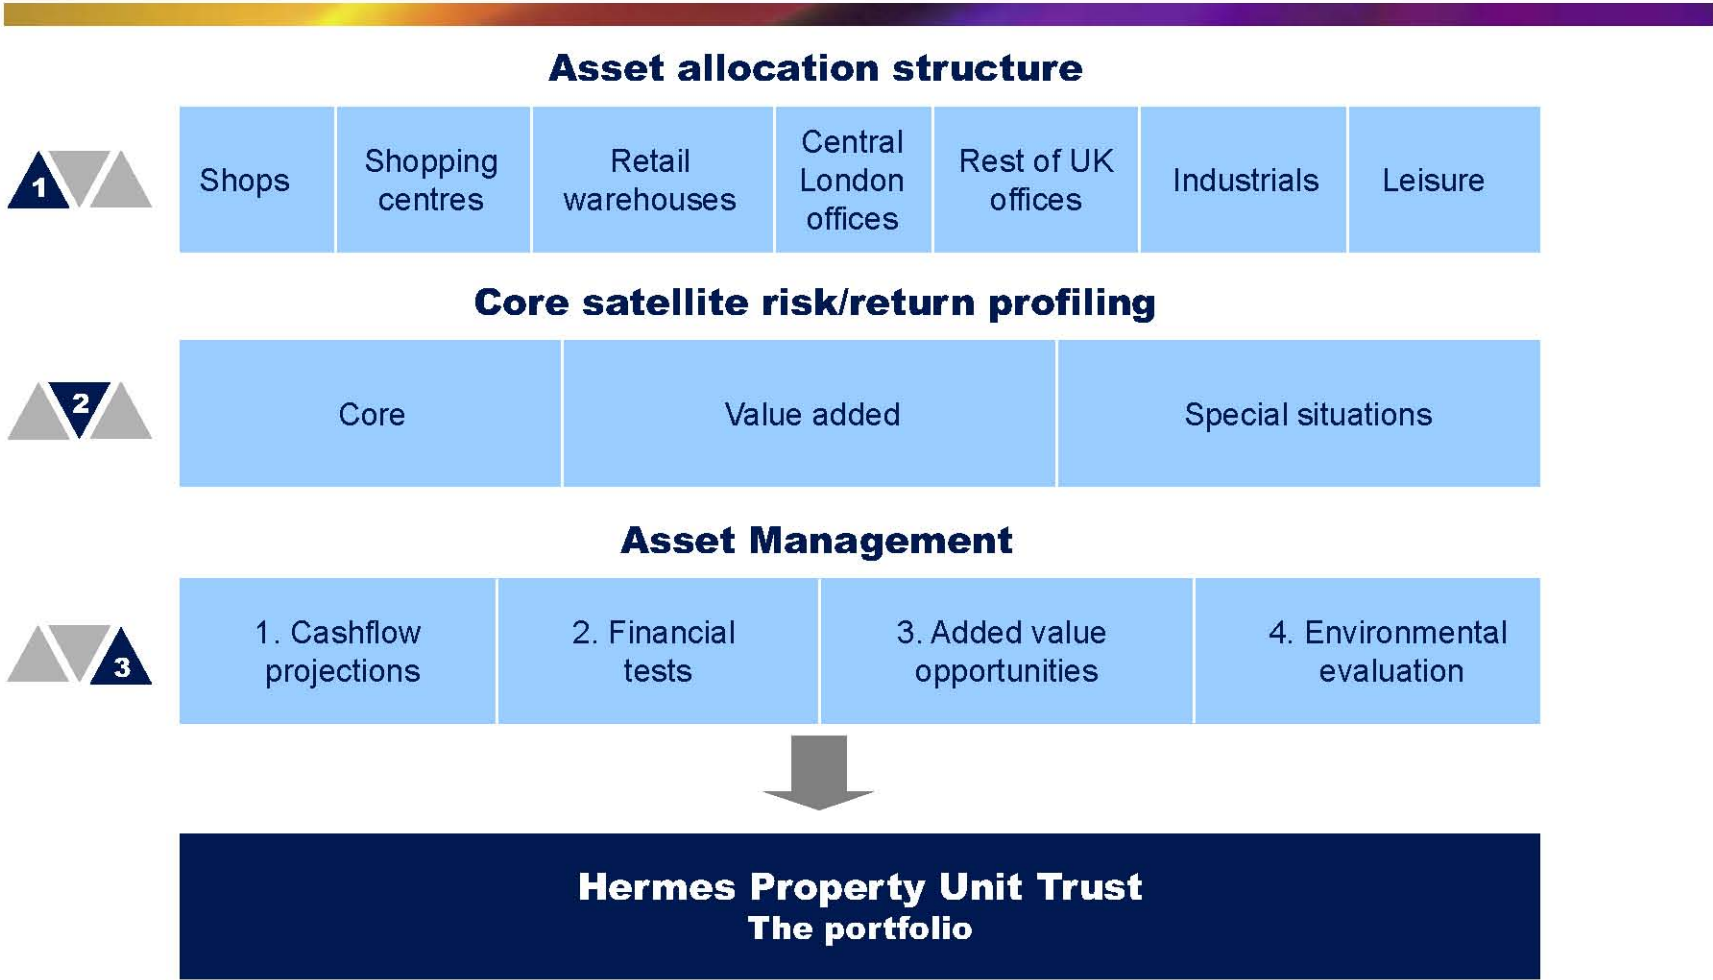 Asset allocation structure
1
Shops
Shopping
centres
Retail
warehouses
Central
London
offices
Rest of UK
offices
Industrials
Leisure
Core satellite risk/return profiling
2
Core
Value added
Special situations
Asset Management
3
1. Cashflow
projections
2. Financial
tests
3. Added value
opportunities
4. Environmental
evaluation
Hermes Property Unit Trust
The portfolio